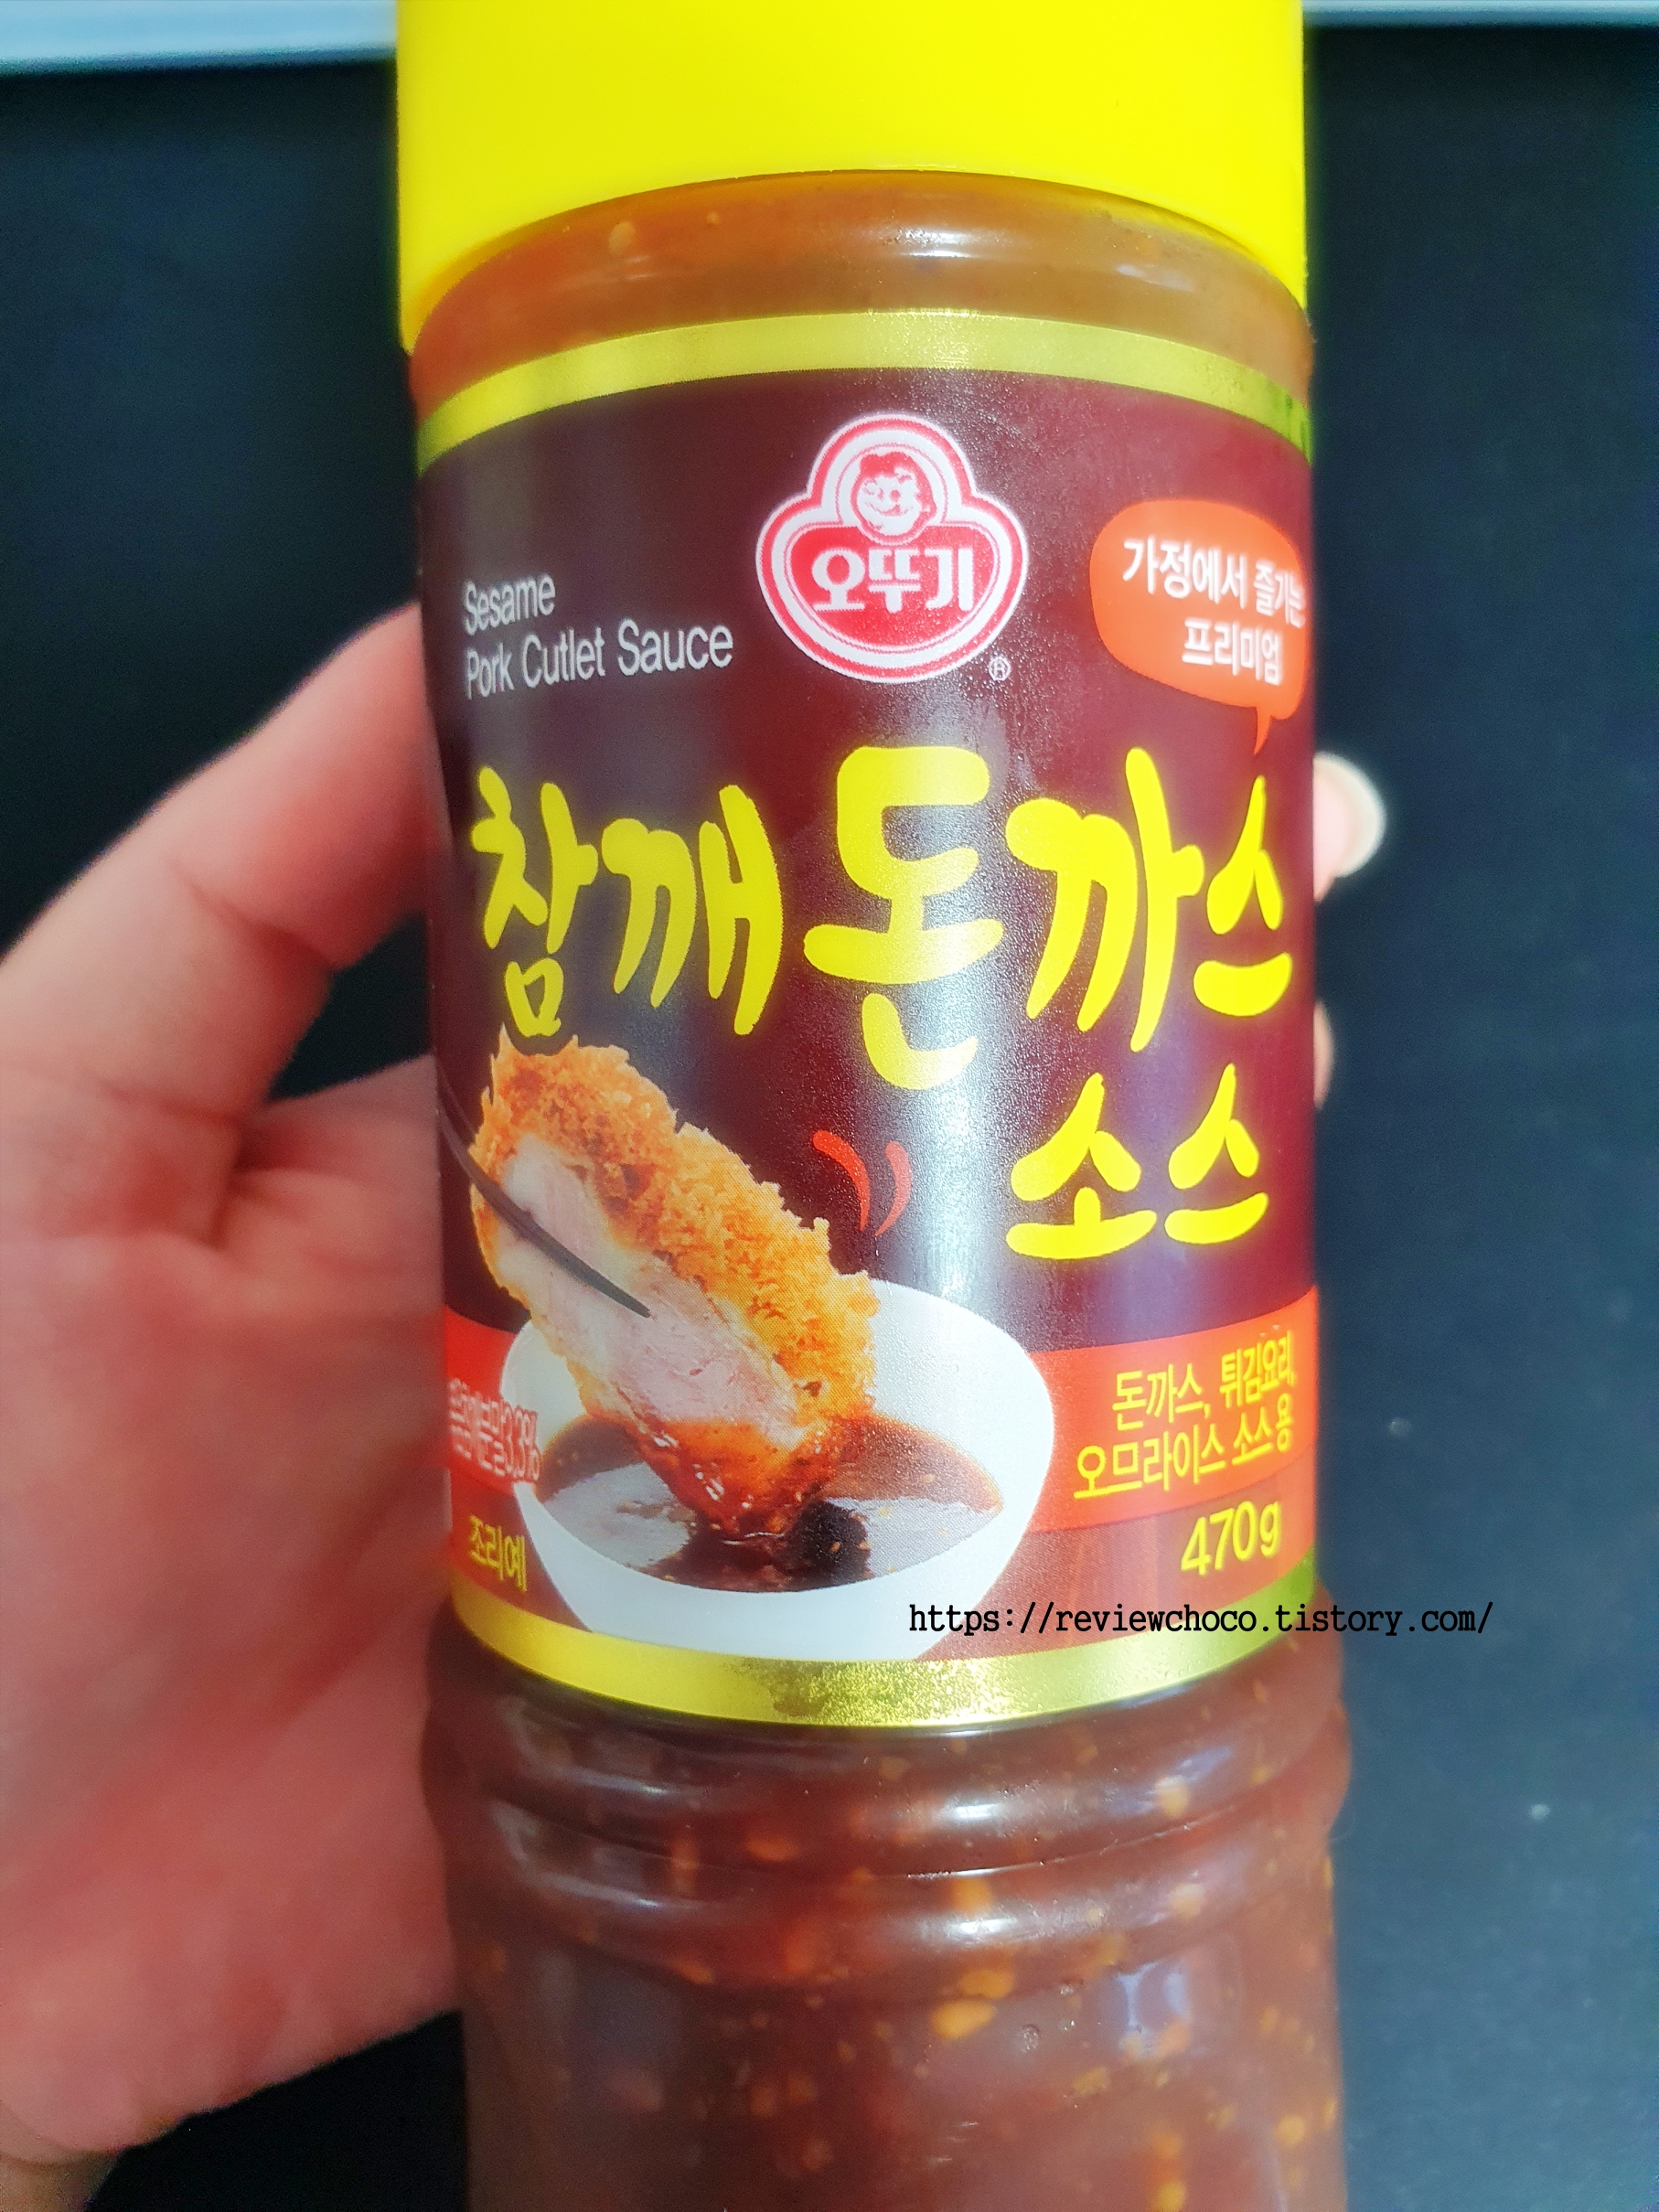 오뚜기
®
Sesame
Pork Cutlet Sauce
가정에서 즐기는
프리미엄
참깨 돈까스
소스
돈까스, 튀김요리,
오므라이스 소스용
3.3%
조리예
470g
https://reviewchoco.tistory.com/